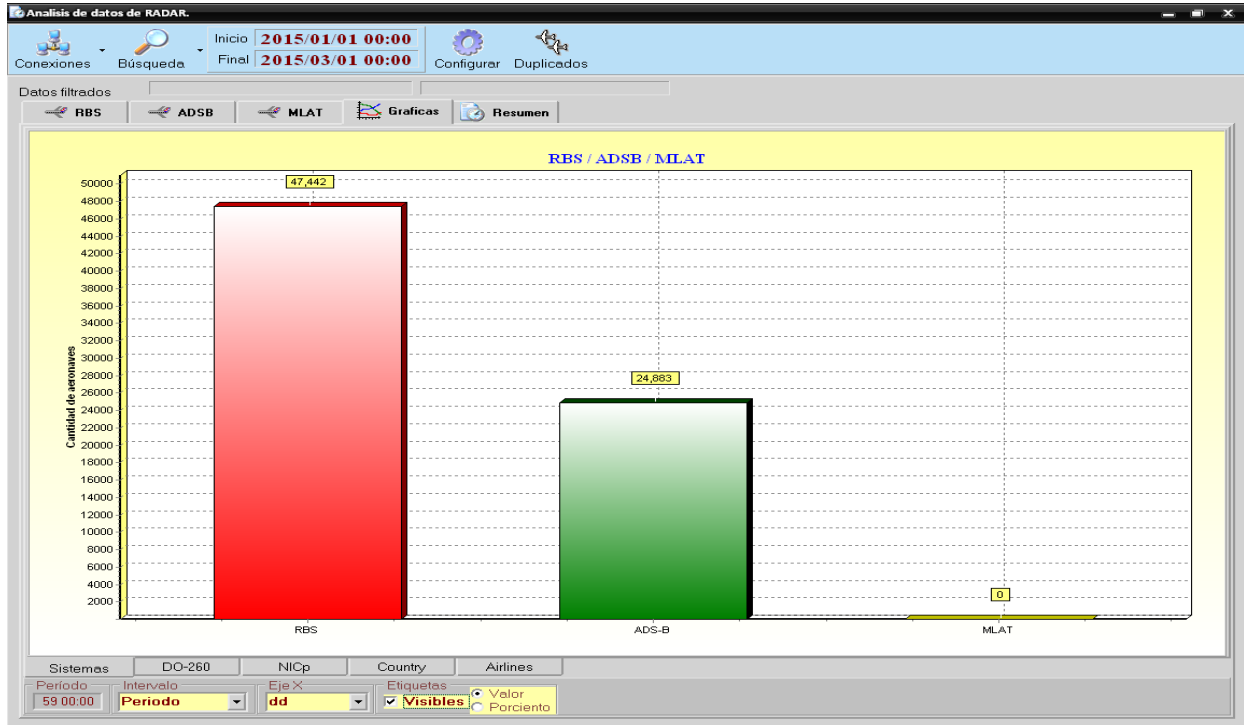 Analisis de datos de RADAR.
Inicio 2015/01/01 00:00
Final 2015/03/01 00:00
Conexiones Búsqueda Configurar Duplicados
Datos filtrados
RBS ADSB MLAT Graficas Resumen
RBS / ADSB / MLAT
Cantidad de aeronaves
50000
48000
46000
44000
42000
40000
38000
36000
34000
32000
30000
28000
26000
24000
22000
20000
18000
16000
14000
12000
10000
8000
6000
4000
2000
47,442
24,883
0
RBS ADS-B MLAT
Sistemas DO-260 NICp Country Airlines
Período Intervalo Eje X Etiquetas
59 00:00 Periodo dd Visibles Valor
Porciento